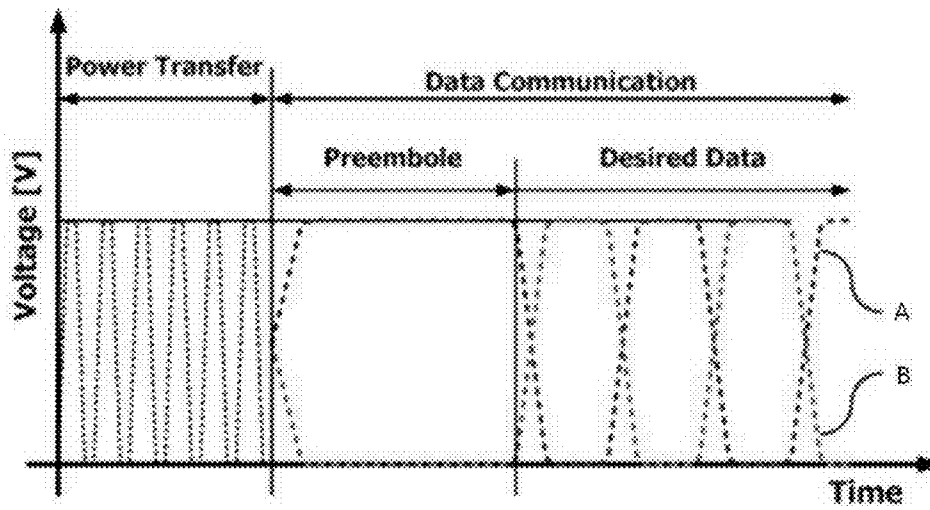 Power Transfer
Data Communication
Preembole
Desired Data
Voltage [V]
A
B
Time